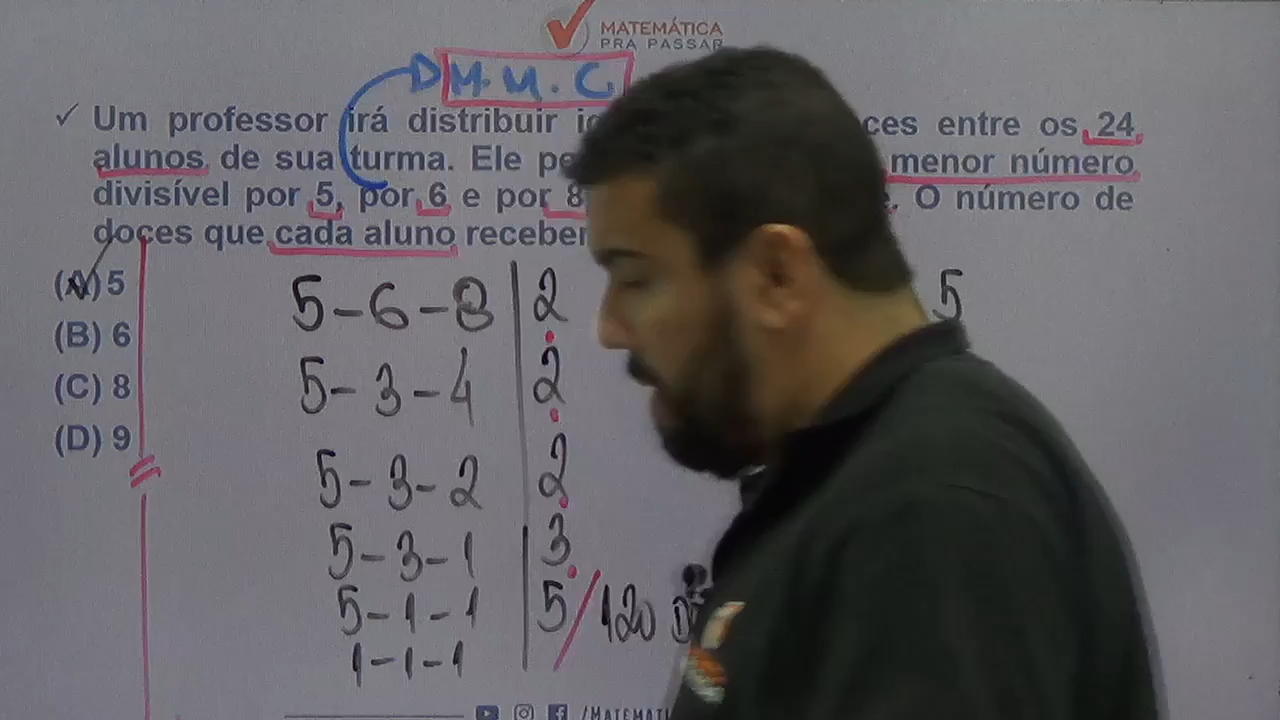 MATEMÁTICA
PRA PASSAR
M.M.C.
✓ Um professor irá distribuir ces entre os 24
alunos de sua turma. Ele menor número
divisível por 5, por 6 e por 8 . O número de
doces que cada aluno
(A) 5
(B) 6
(C) 8
(D) 9
5-6-8 | 2
5-3-4 | 2
5-3-2 | 2
5-3-1 | 3
5-1-1 | 5 / 120
1-1-1
5
/MATEMATI